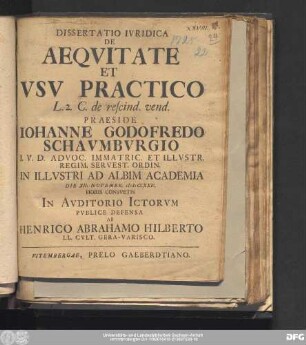 DISSERTATIO IVRIDICA
DE
AEQVITATE
ET
VSV PRACTICO
L. 2. C. de rescind. vend.
PRAESIDE
IOHANNE GODOFREDO
SCHAVMBVRGIO
I. V. D. ADVOC. IMMATRIC. ET ILLVSTR.
REGIM. SERVEST. ORDIN.
IN ILLVSTRI AD ALBIM ACADEMIA
HORIS CONSVETIS
IN AVDITORIO ICTORVM
PVBLICE DEFENSA
AB
HENRICO ABRAHAMO HILBERTO
LL. CVLT. GERA-VARISCO.
VITEMBERGAE, PRELO GAEBERDTIANO.